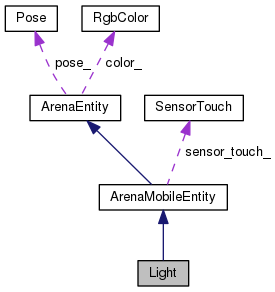 Pose
RgbColor
pose_
color_
ArenaEntity
SensorTouch
sensor_touch_
ArenaMobileEntity
Light